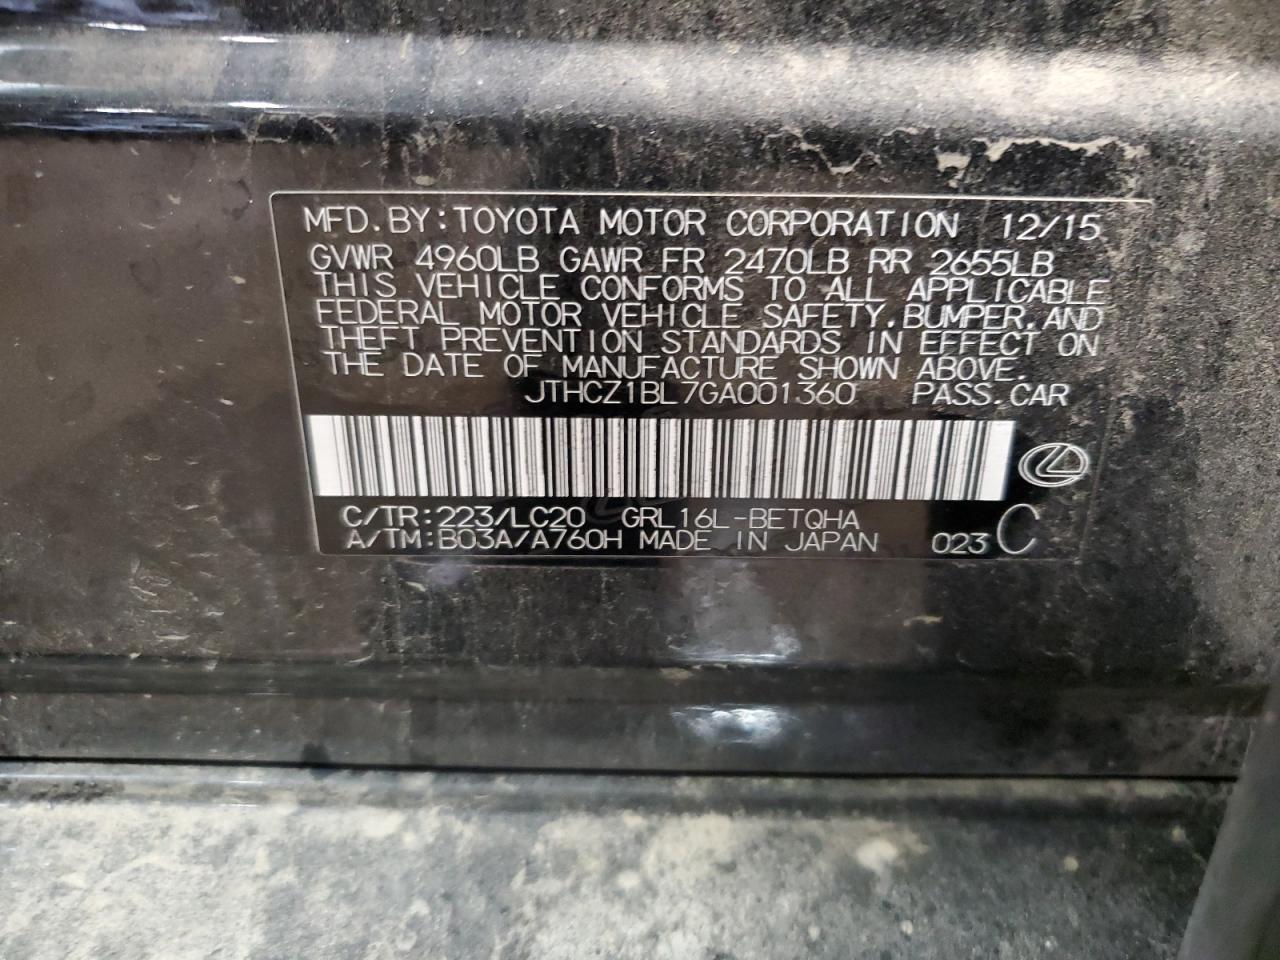 MFD.BY:TOYOTA MOTOR CORPORATION 12/15
GVWR 4960LB GAWR FR 2470LB RR 2655LB
THIS VEHICLE CONFORMS TO ALL APPLICABLE
FEDERAL MOTOR VEHICLE SAFETY,BUMPER,AND
THEFT PREVENTION STANDARDS IN EFFECT ON
THE DATE OF MANUFACTURE SHOWN ABOVE.
JTHCZ1BL7GA001360 PASS.CAR
C/TR:223/LC20 GRL16L-BETQHA
A/TM:B03A/A760H MADE IN JAPAN 023 C